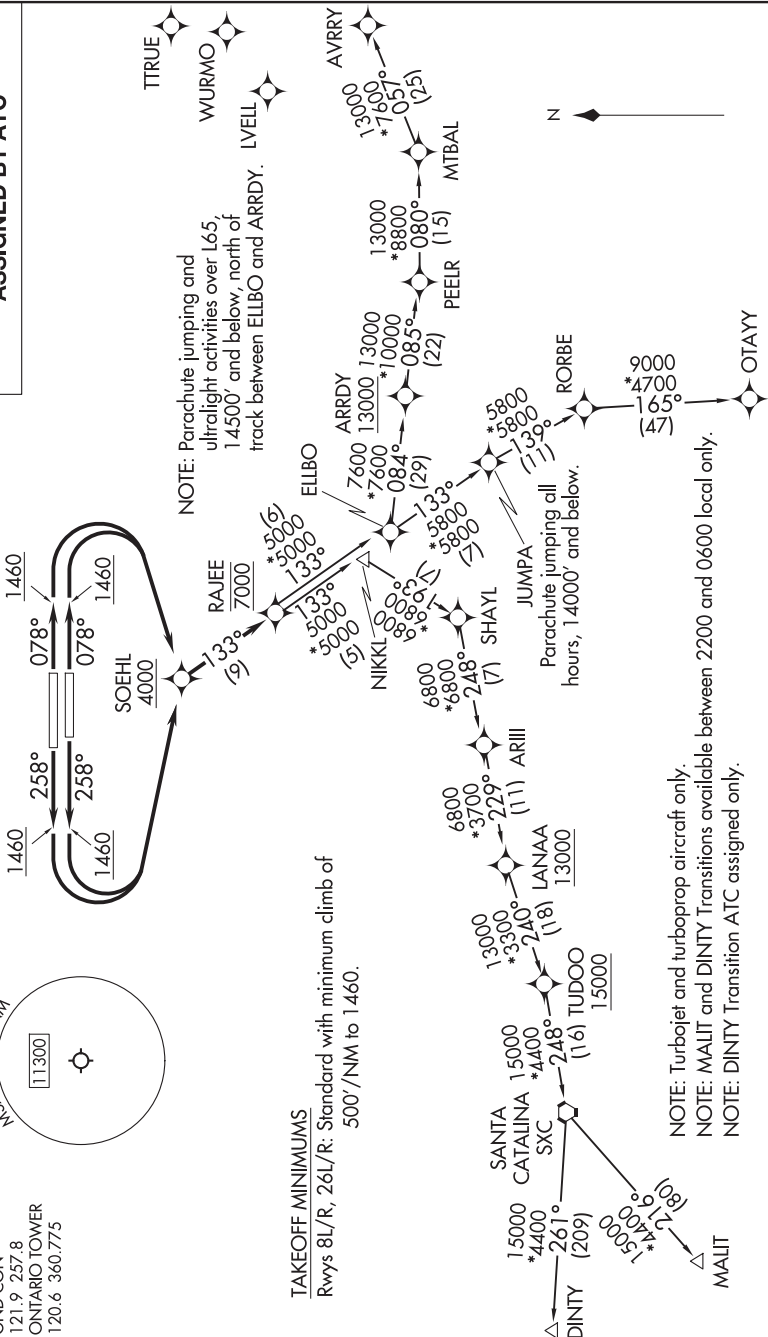 ASSIGNED BY ATC
121.9 257.8
ONTARIO TOWER
120.6 360.775
11300
1460
1460
258°
258°
078°
078°
1460
1460
SOEHL
4000
133°
(9)
RAJEE
7000
(6)
5000
*5000
133°
133°
5000
*5000
(5)
NIKKL
ELLBO
TTRUE
WURMO
LVELL
AVRRY
NOTE: Parachute jumping and
ultralight activities over L65,
14500' and below, north of
track between ELLBO and ARRDY.
7600
*7600
084°
(29)
ARRDY
13000
13000
*10000
085°
(22)
PEELR
13000
*8800
080°
(15)
MTBAL
13000
*7600
057°
(25)
N
133°
*5800
*5800
(7)
JUMPA
Parachute jumping all
hours, 14000' and below.
5800
*5800
139°
(11)
RORBE
9000
*4700
165°
(47)
OTAYY
(7)
193°
*6800
6800
SHAYL
6800
*6800
248°
(7)
ARIII
6800
*3700
229°
(11)
LANAA
13000
13000
*3300
240°
(18)
TUDOO
15000
15000
*4400
248°
(16)
SANTA
CATALINA
SXC
15000
*4400
261°
(209)
DINTY
15000
*4400
216°
(80)
MALIT
TAKEOFF MINIMUMS
Rwys 8L/R, 26L/R: Standard with minimum climb of
500'/NM to 1460.
NOTE: Turbojet and turboprop aircraft only.
NOTE: MALIT and DINTY Transitions available between 2200 and 0600 local only.
NOTE: DINTY Transition ATC assigned only.